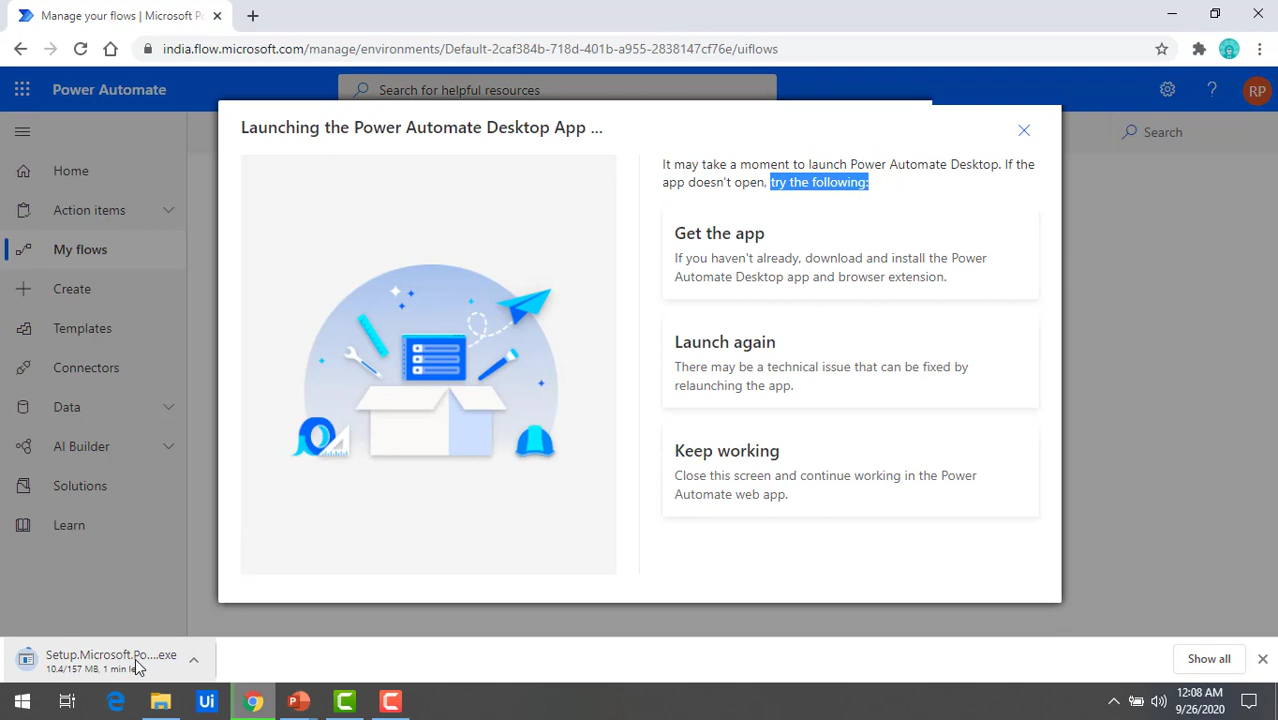 Manage your flows | Microsoft Po
india.flow.microsoft.com/manage/environments/Default-2caf384b-718d-401b-a955-2838147cf76e/uiflows
Power Automate
Search for helpful resources
RP
Search
Home
Action items
My flows
Create
Templates
Connectors
Data
AI Builder
Solutions
Learn
Launching the Power Automate Desktop App ...
It may take a moment to launch Power Automate Desktop. If the
app doesn't open, try the following:
Get the app
If you haven't already, download and install the Power
Automate Desktop app and browser extension.
Launch again
There may be a technical issue that can be fixed by
relaunching the app.
Keep working
Close this screen and continue working in the Power
Automate web app.
Setup.Microsoft.Po....exe
10.4/157 MB, 1 min
Show all
Ui
12:08 AM
9/26/2020